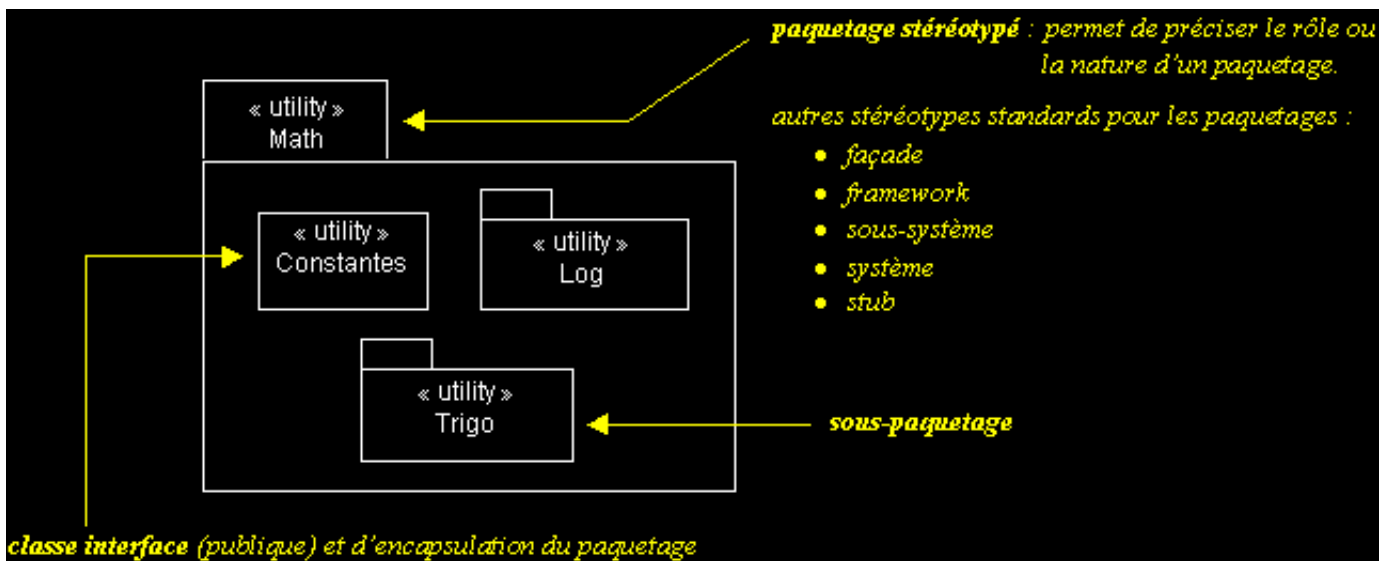 paquetage stéréotypé : permet de préciser le rôle ou
la nature d'un paquetage.
« utility »
Math
autres stéréotypes standards pour les paquetages :
• façade
• framework
• sous-système
• système
• stub
« utility »
Constantes
« utility »
Log
« utility »
Trigo
sous-paquetage
classe interface (publique) et d'encapsulation du paquetage